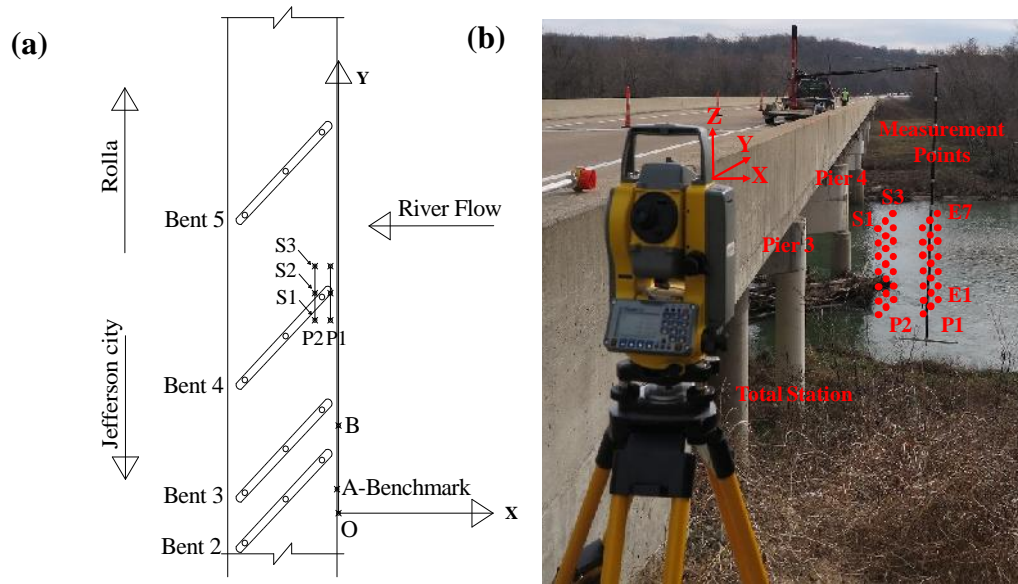 (a)
Y
Rolla
Bent 5
River Flow
S3
S2
S1
P2 P1
Bent 4
Jefferson city
B
Bent 3
A-Benchmark
O
X
Bent 2
(b)
Z
Y
X
Measurement
Points
Pier 4
S3
S1
E7
Pier 3
E1
P2
P1
Total Station